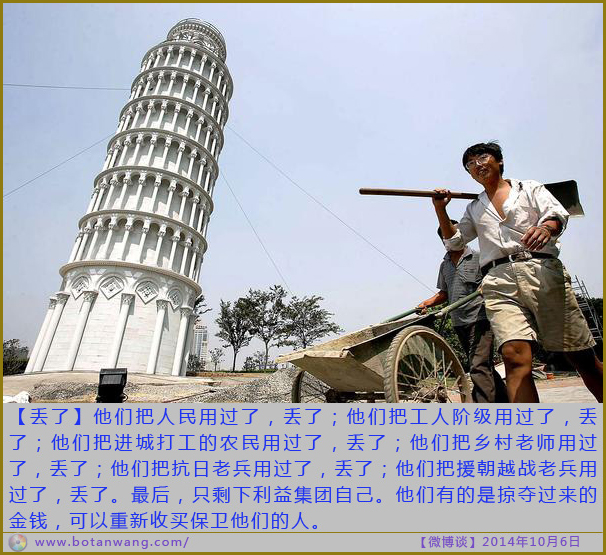 【丢了】他们把人民用过了，丢了；他们把工人阶级用过了，丢
了；他们把进城打工的农民用过了，丢了；他们把乡村老师用过
了，丢了；他们把抗日老兵用过了，丢了；他们把援朝越战老兵用
过了，丢了。最后，只剩下利益集团自己。他们有的是掠夺过来的
金钱，可以重新收买保卫他们的人。
www.botanwang.com/
【微博谈】2014年10月6日